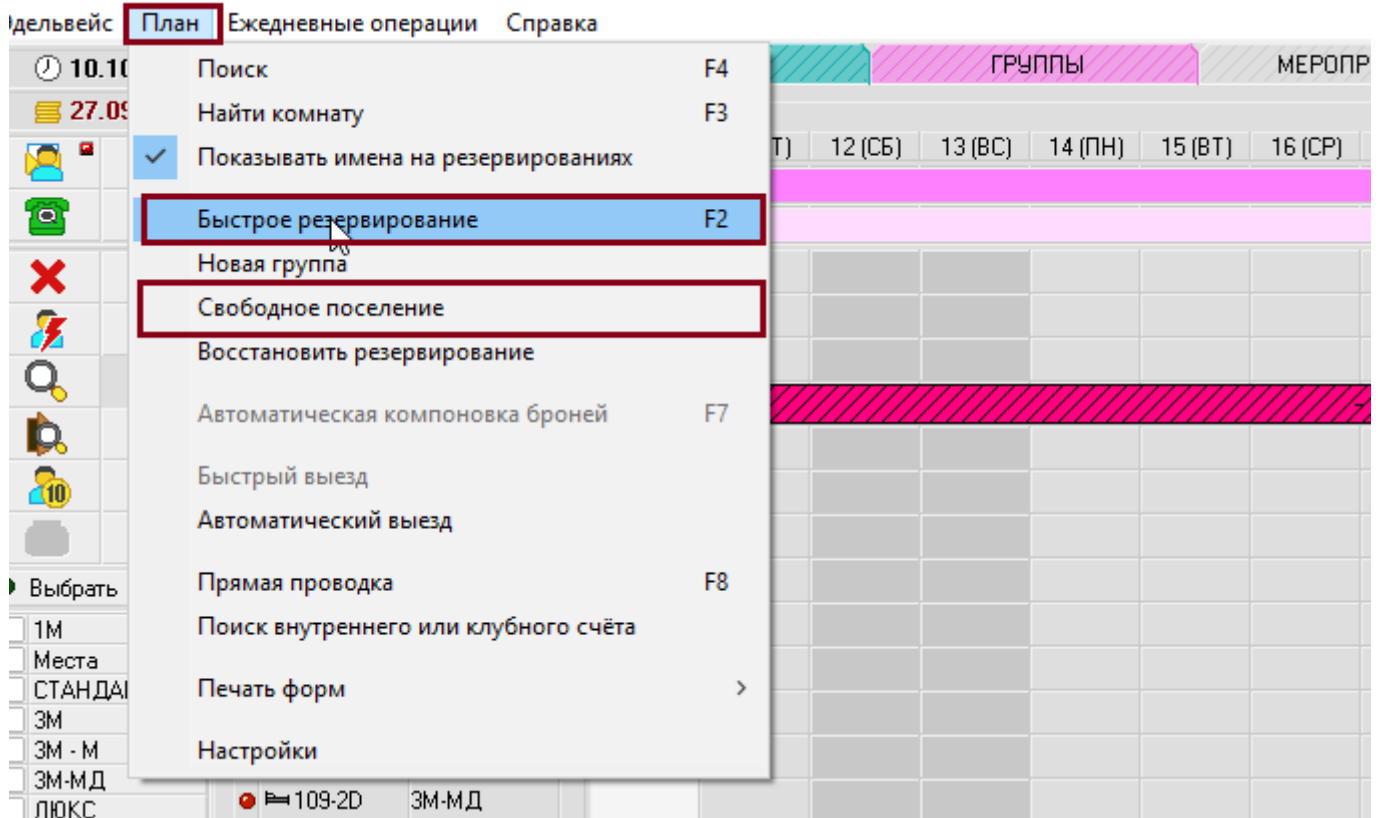 дельвейс План Ежедневные операции Справка
10.10
27.09
ГРУППЫ МЕРОПР
Поиск F4
Найти комнату F3
Показывать имена на резервированиях
Т) 12 (СБ) 13 (ВС) 14 (ПН) 15 (ВТ) 16 (СР)
Быстрое резервирование F2
Новая группа
Свободное поселение
Восстановить резервирование
Автоматическая компоновка броней F7
Быстрый выезд
10
Автоматический выезд
Прямая проводка F8
Поиск внутреннего или клубного счёта
Печать форм >
Настройки
Выбрать
1М
Места
СТАНДА
3М
3М - М
3М-МД
ЛЮКС
109-2D 3М-МД